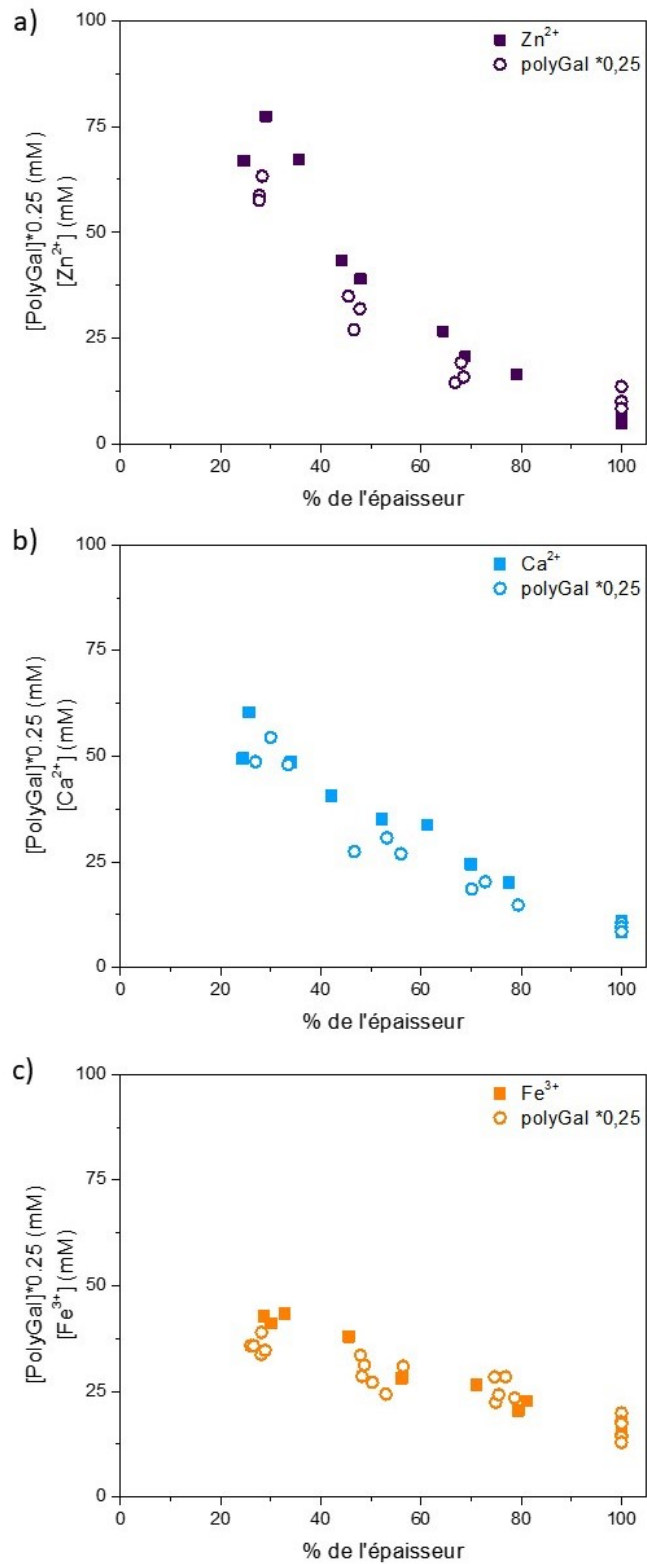 a)
Zn²⁺
polyGal *0,25
100
75
50
25
0
[PolyGal]*0.25 (mM)
[Zn²⁺] (mM)
0 20 40 60 80 100
% de l'épaisseur
b)
Ca²⁺
polyGal *0,25
100
75
50
25
0
[PolyGal]*0.25 (mM)
[Ca²⁺] (mM)
0 20 40 60 80 100
% de l'épaisseur
c)
Fe³⁺
polyGal *0,25
100
75
50
25
0
[PolyGal]*0.25 (mM)
[Fe³⁺] (mM)
0 20 40 60 80 100
% de l'épaisseur